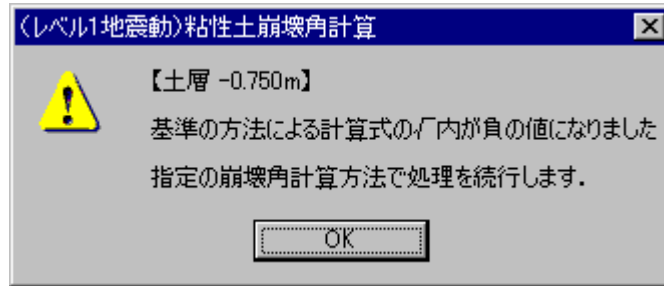 (レベル1地震動)粘性土崩壊角計算
【土層 -0.750m】
基準の方法による計算式の√内が負の値になりました
指定の崩壊角計算方法で処理を続行します.
OK